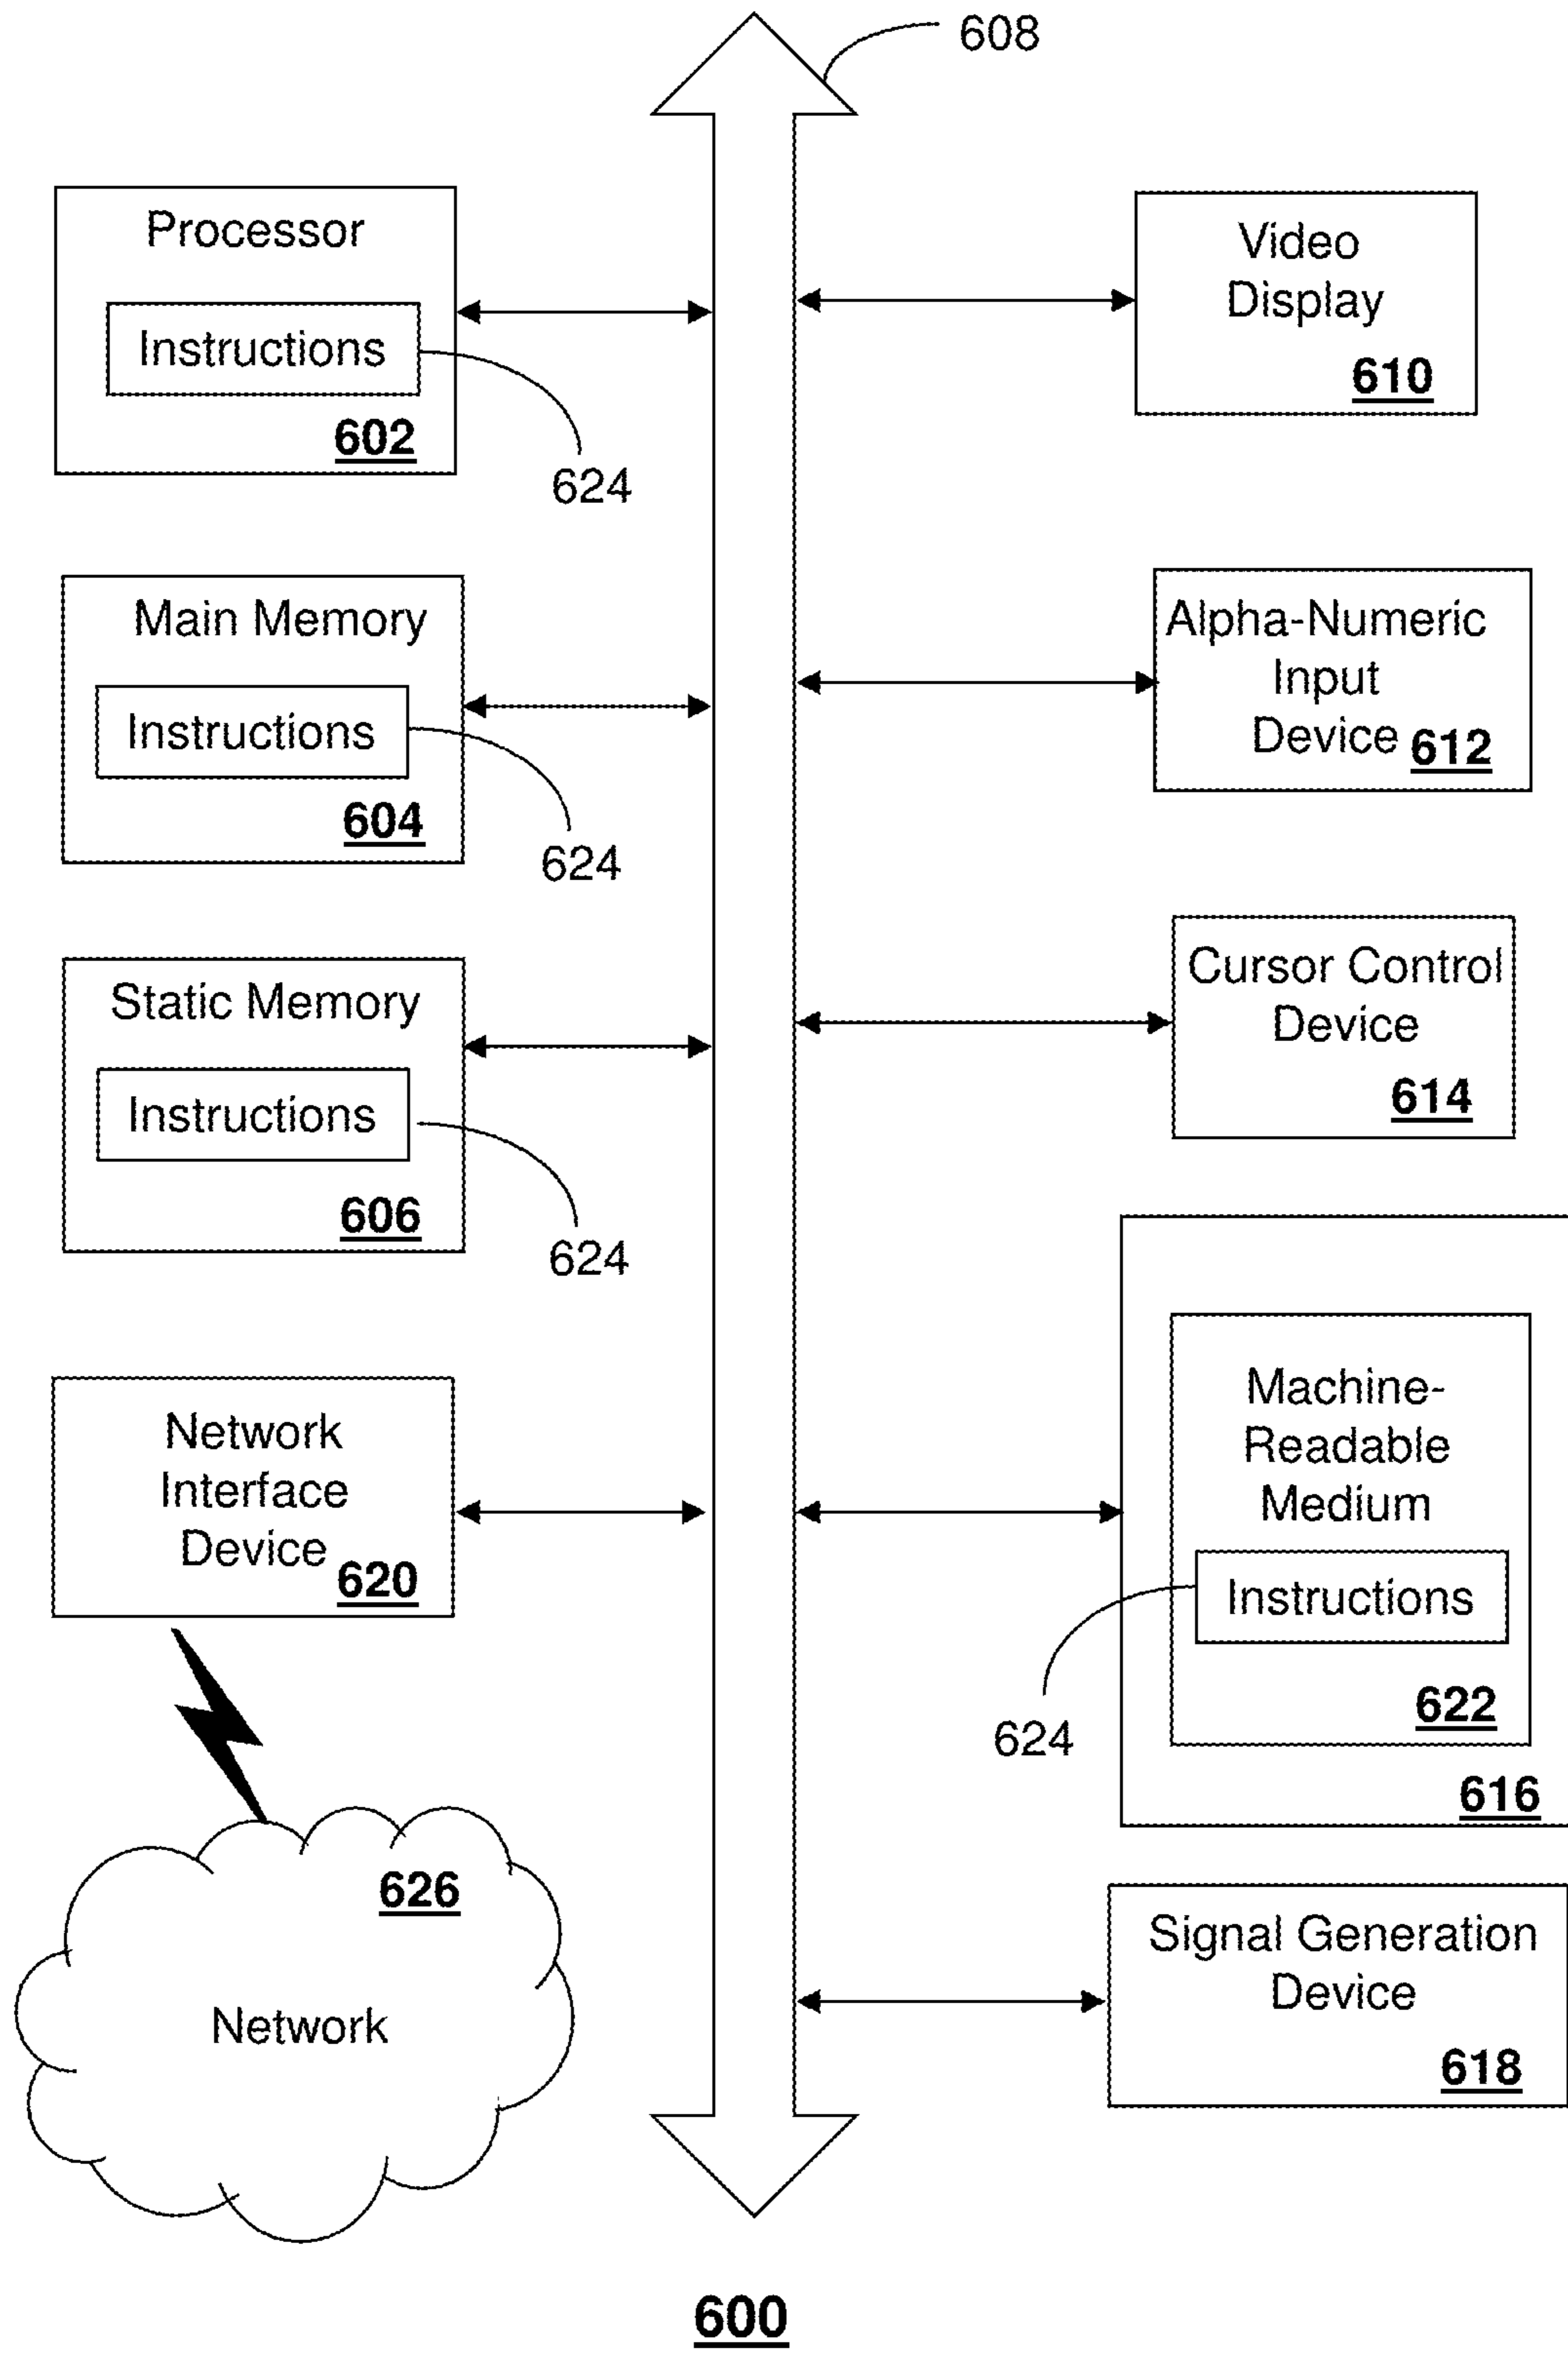 608
Processor
Instructions
602
624
Main Memory
Instructions
604
624
Static Memory
Instructions
606
624
Network
Interface
Device
620
626
Network
Video
Display
610
Alpha-Numeric
Input
Device
612
Cursor Control
Device
614
Machine-
Readable
Medium
Instructions
622
624
616
Signal Generation
Device
618
600